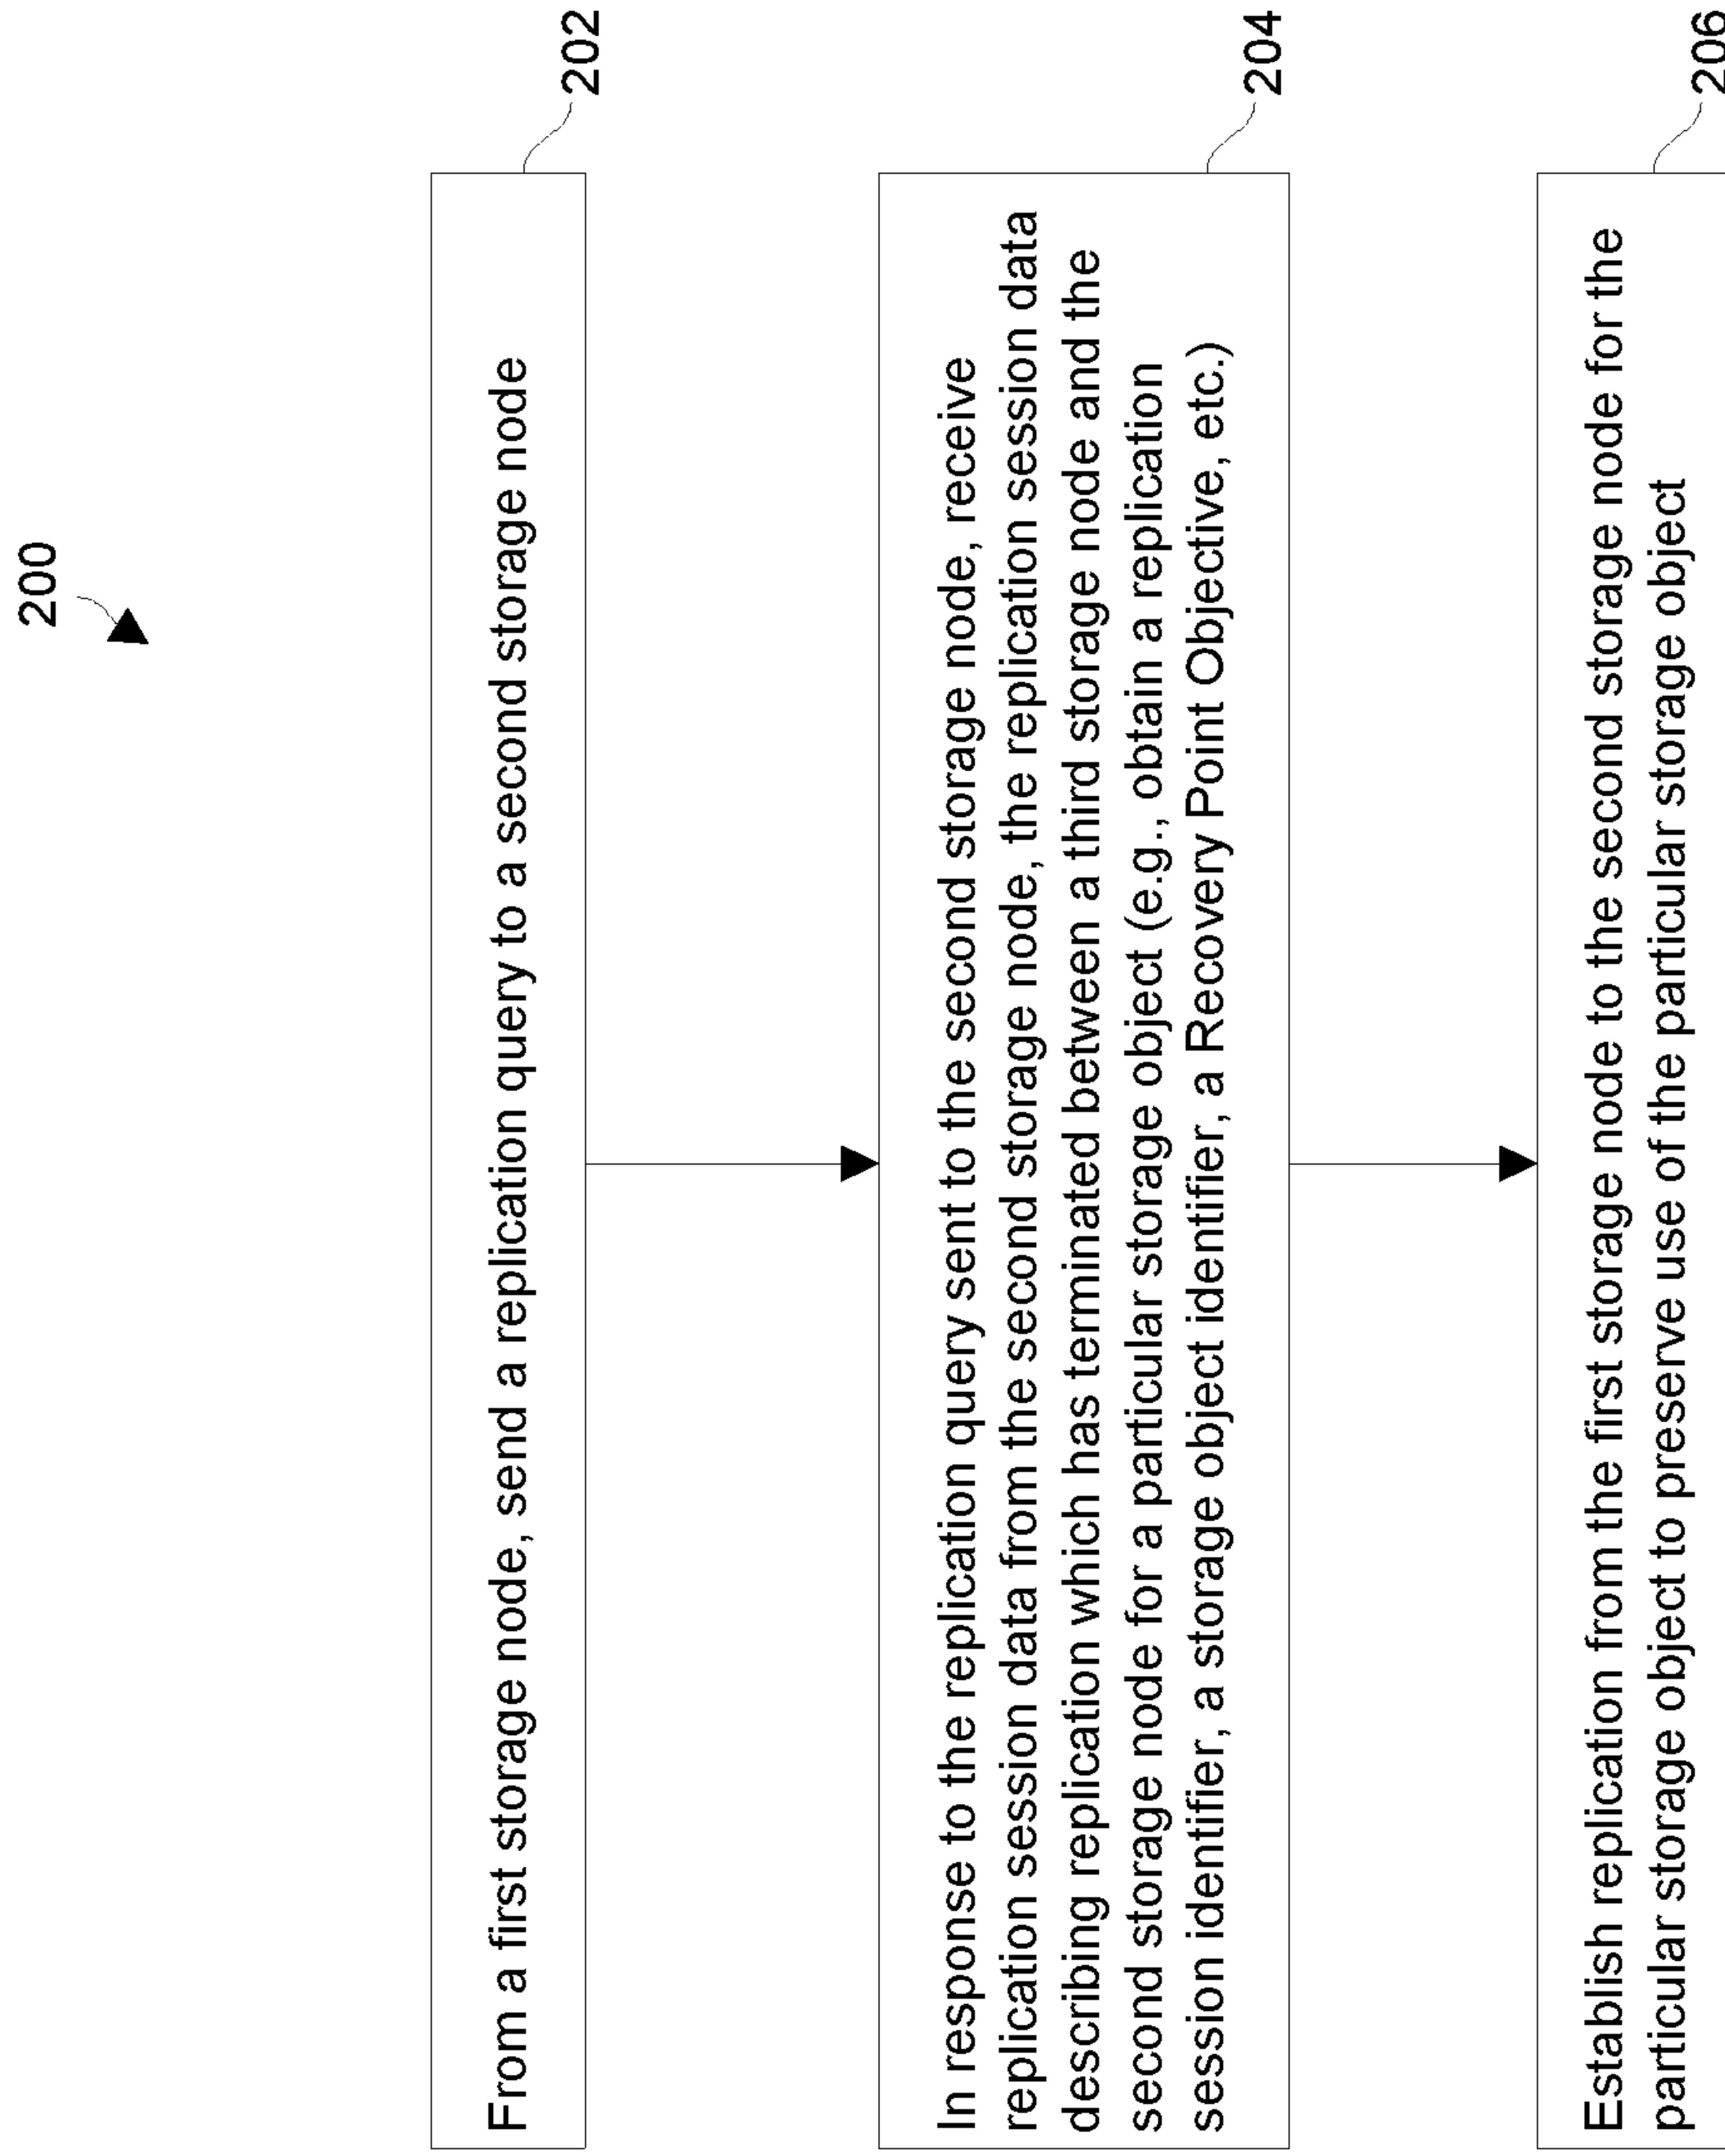 200
From a first storage node, send a replication query to a second storage node
202
In response to the replication query sent to the second storage node, receive
replication session data from the second storage node, the replication session data
describing replication which has terminated between a third storage node and the
second storage node for a particular storage object (e.g., obtain a replication
session identifier, a storage object identifier, a Recovery Point Objective, etc.)
204
Establish replication from the first storage node to the second storage node for the
particular storage object to preserve use of the particular storage object
206